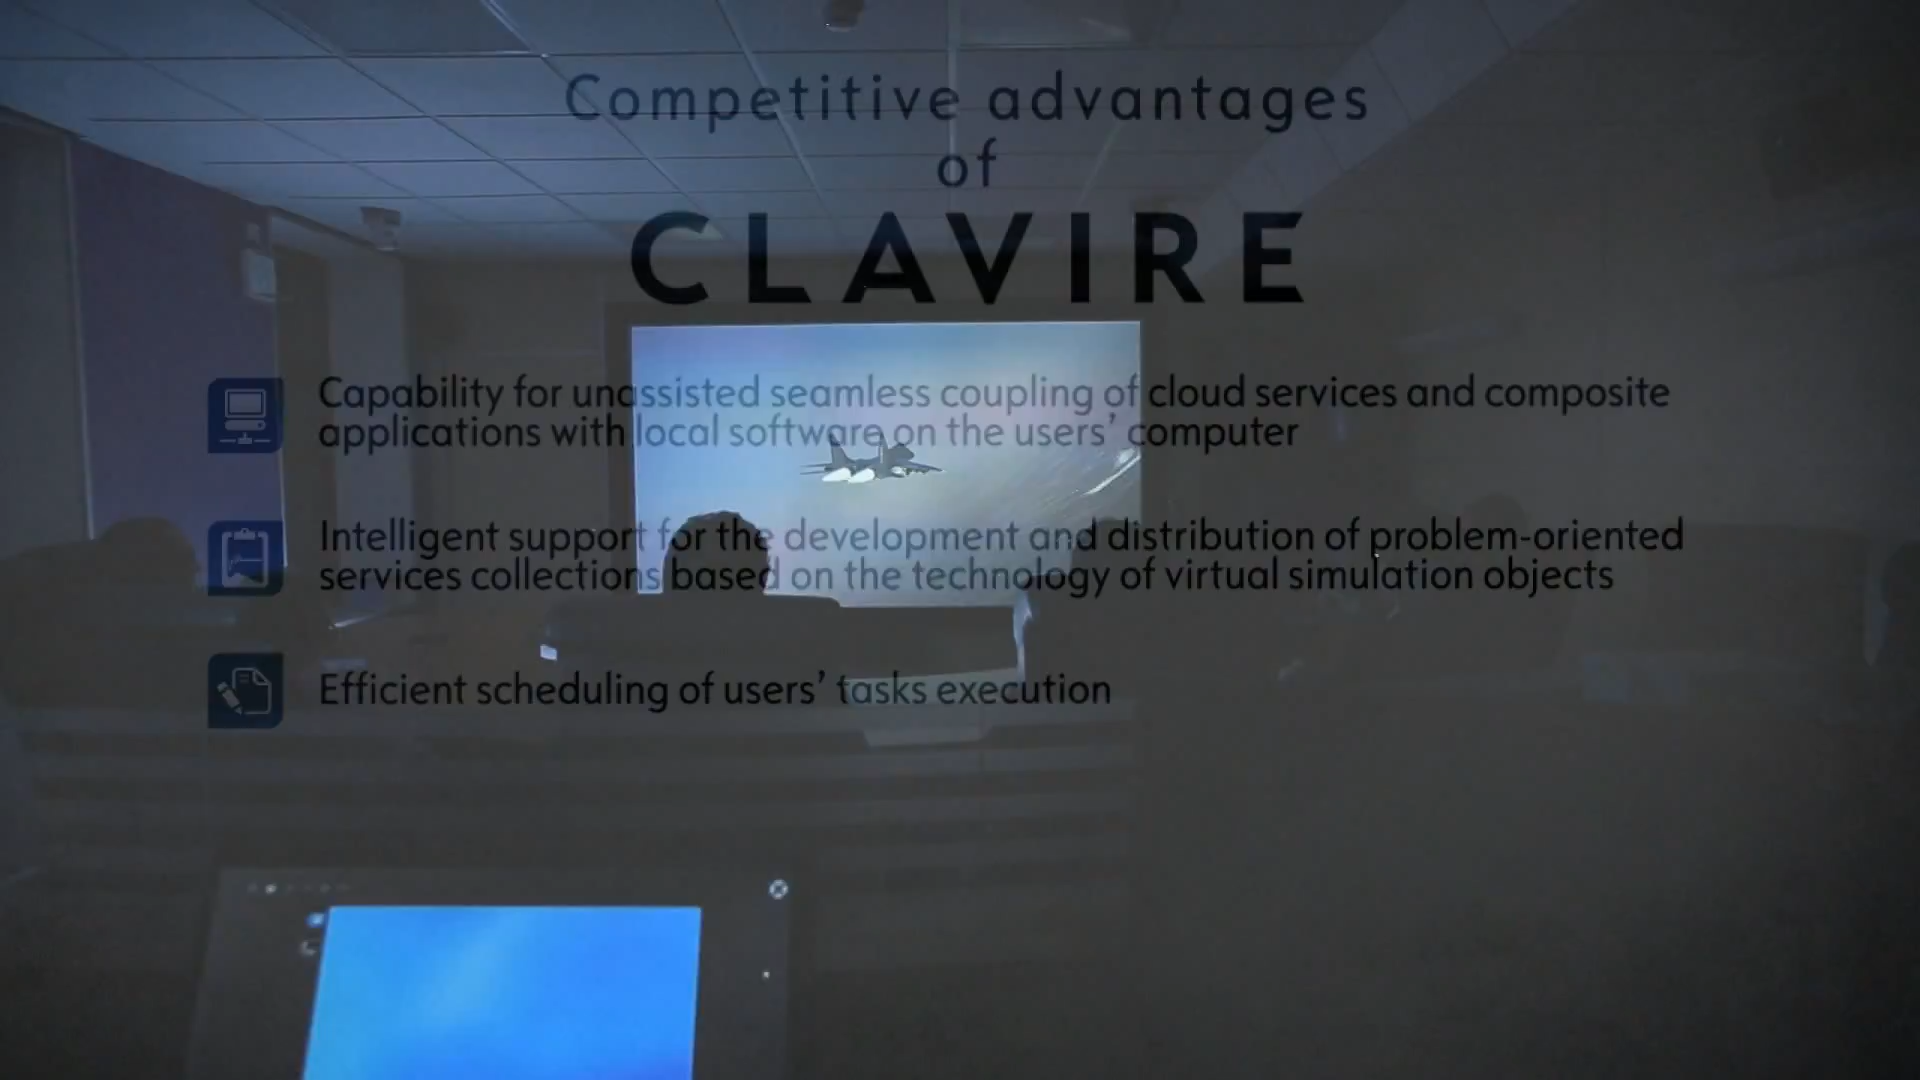 Competitive advantages
of
CLAVIRE
Capability for unassisted seamless coupling of cloud services and composite
applications with local software on the users’ computer
Intelligent support for the development and distribution of problem-oriented
services collections based on the technology of virtual simulation objects
Efficient scheduling of users’ tasks execution